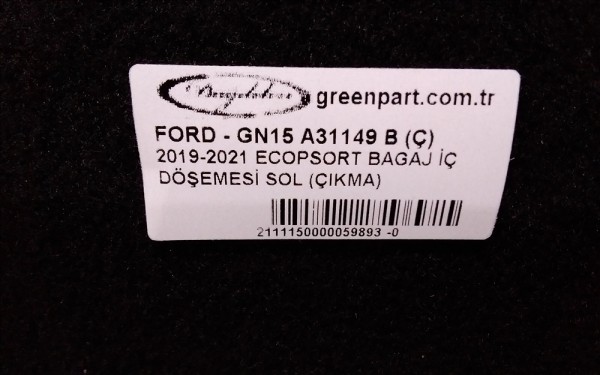 greenpart.com.tr
FORD - GN15 A31149 B (Ç)
2019-2021 ECOPSORT BAGAJ İÇ
DÖŞEMESİ SOL (ÇIKMA)
2111150000059893 -0